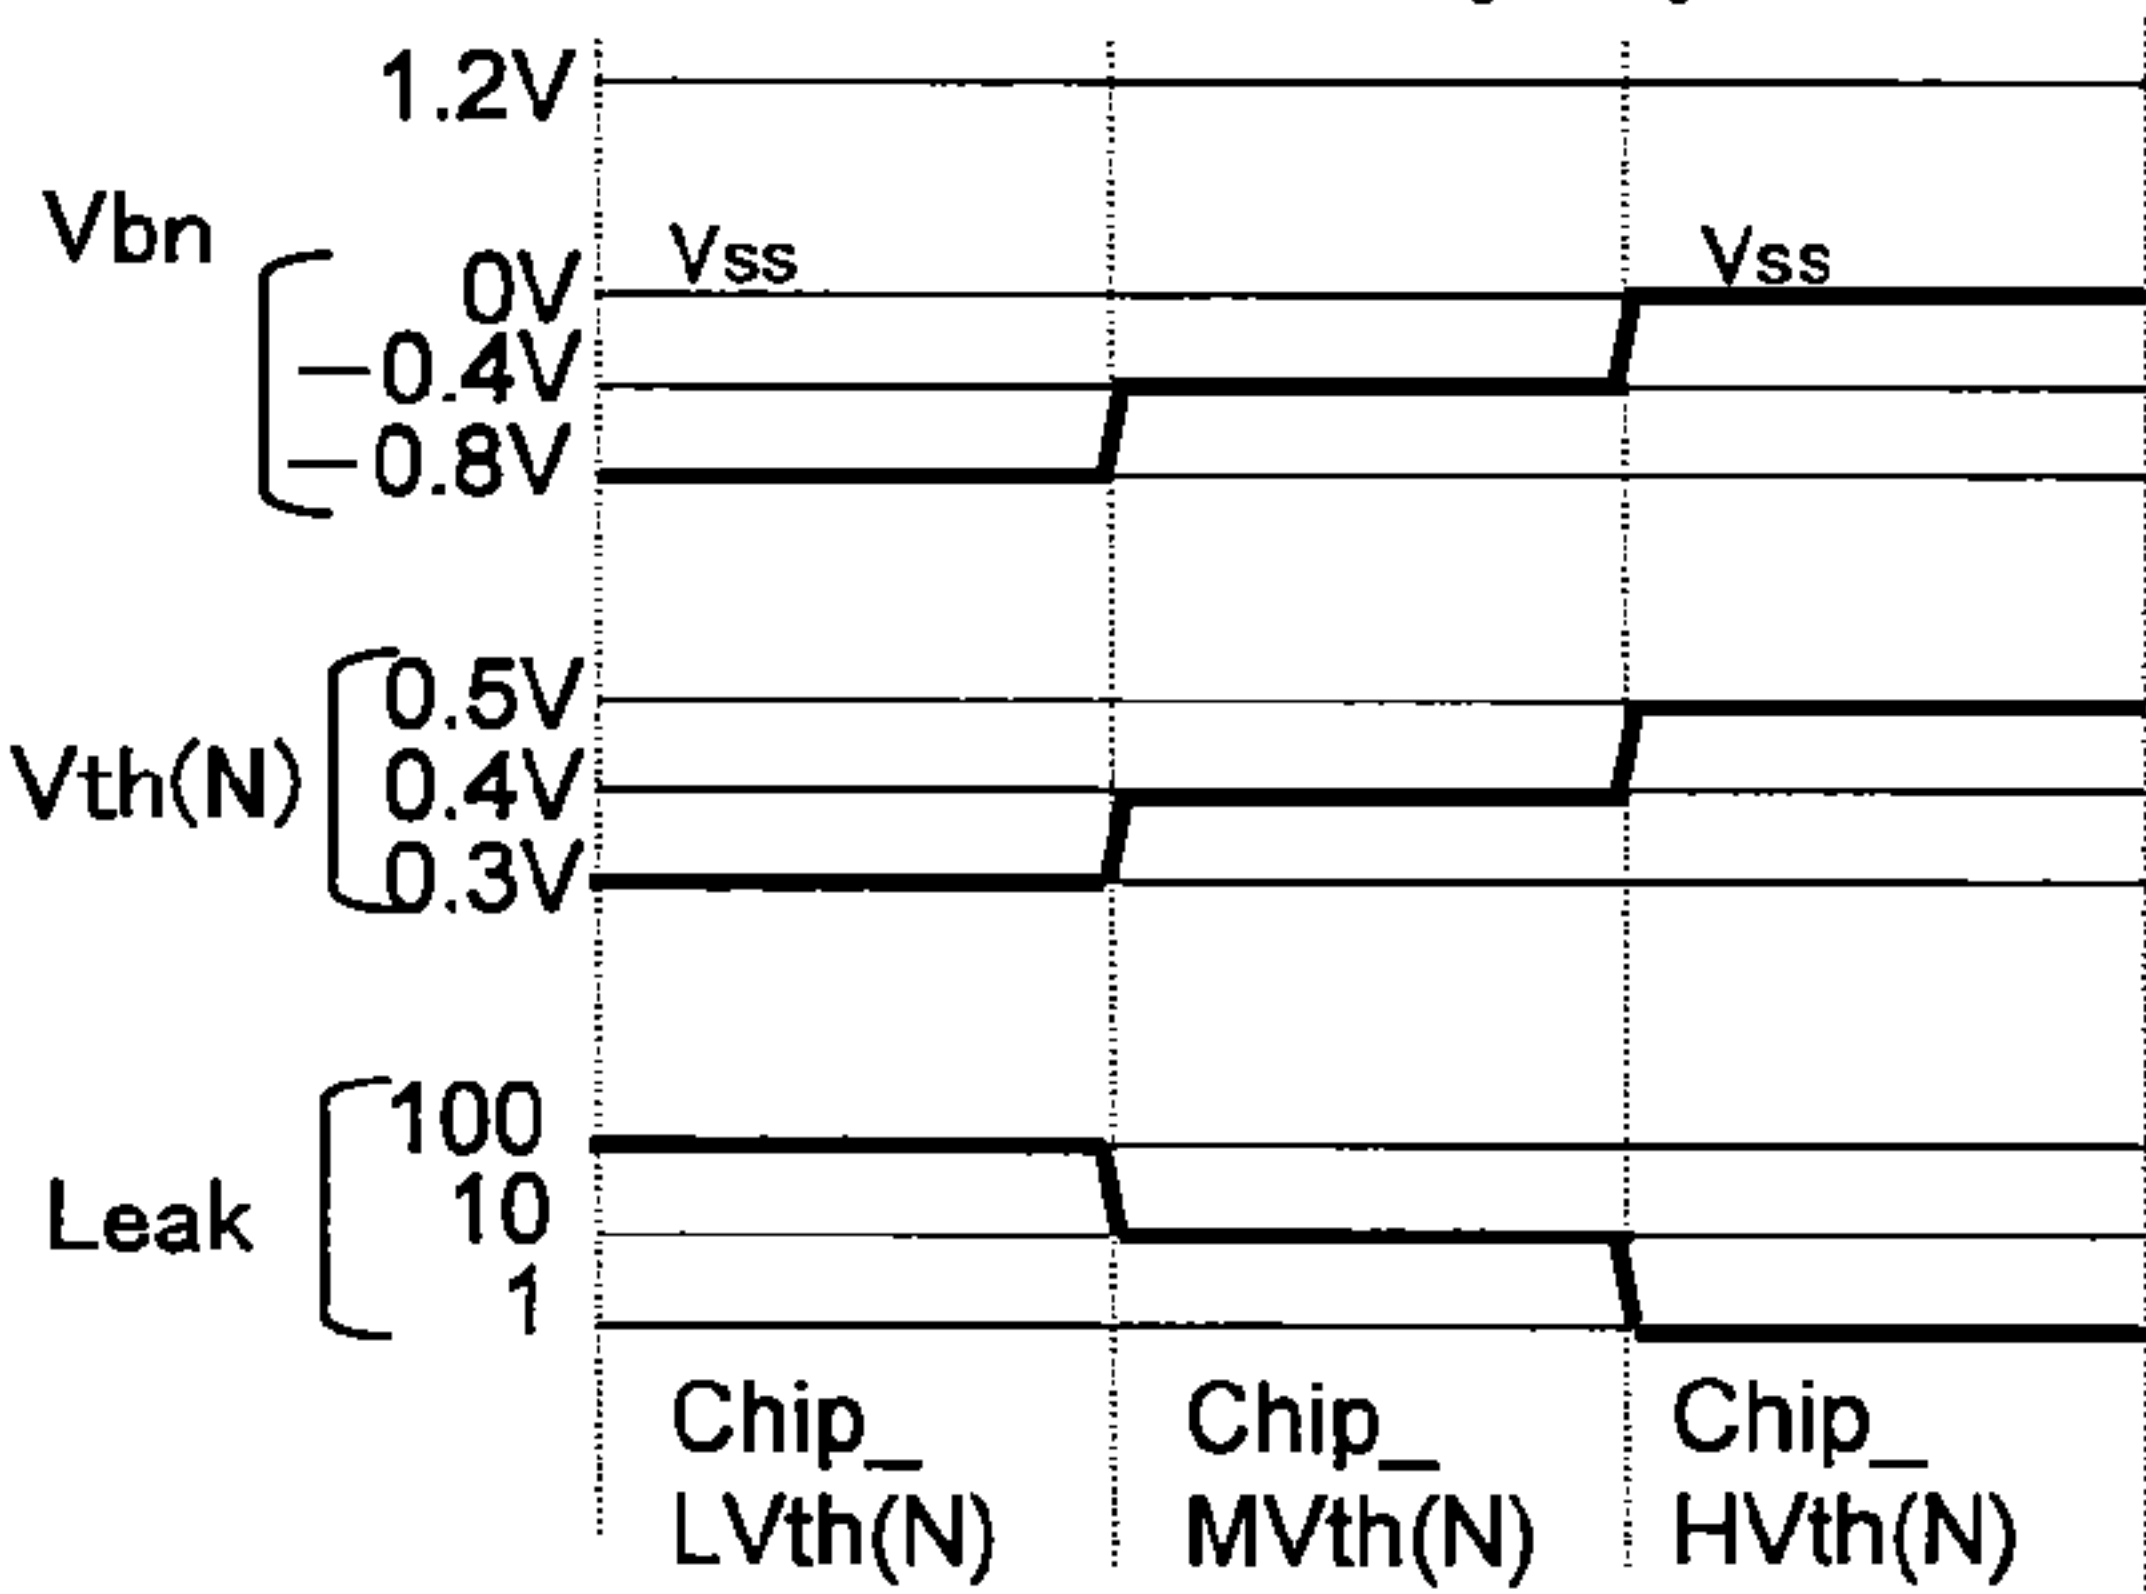 1.2V
Vbn
0V
Vss
Vss
−0.4V
−0.8V
0.5V
Vth(N)
0.4V
0.3V
100
Leak
10
1
Chip_
LVth(N)
Chip_
MVth(N)
Chip_
HVth(N)